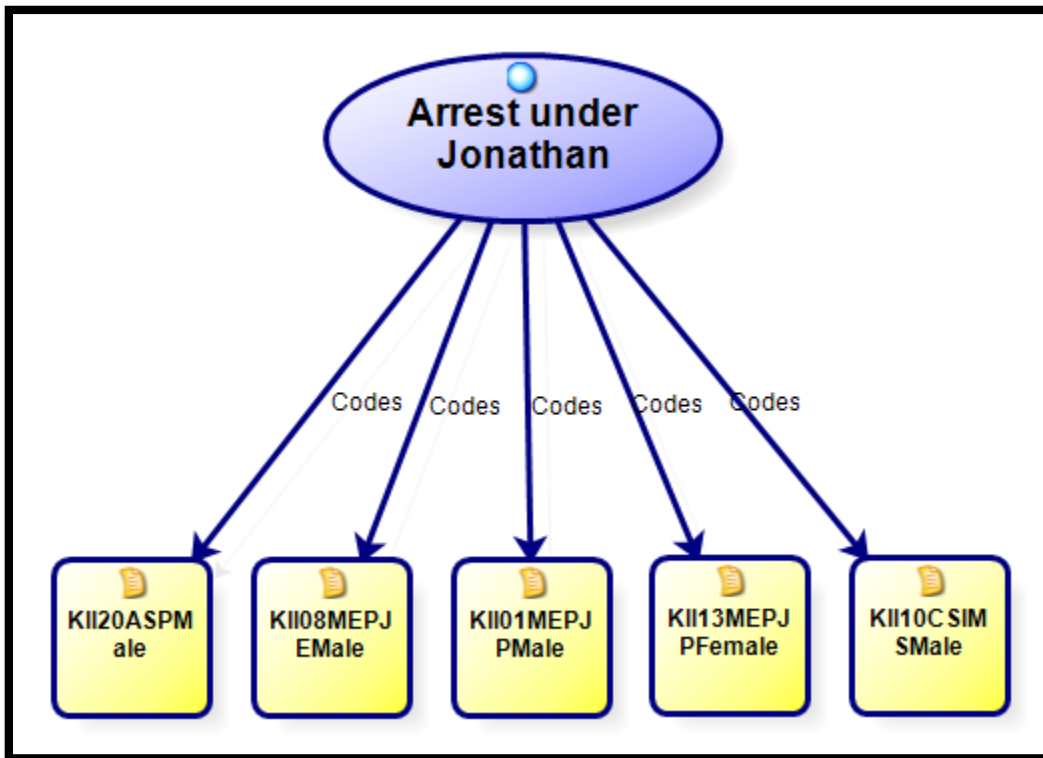 Arrest under
Jonathan
Codes Codes Codes Codes Codes
KII20ASPM
ale
KII08MEPJ
EMale
KII01MEPJ
PMale
KII13MEPJ
PFemale
KII10CSIM
SMale